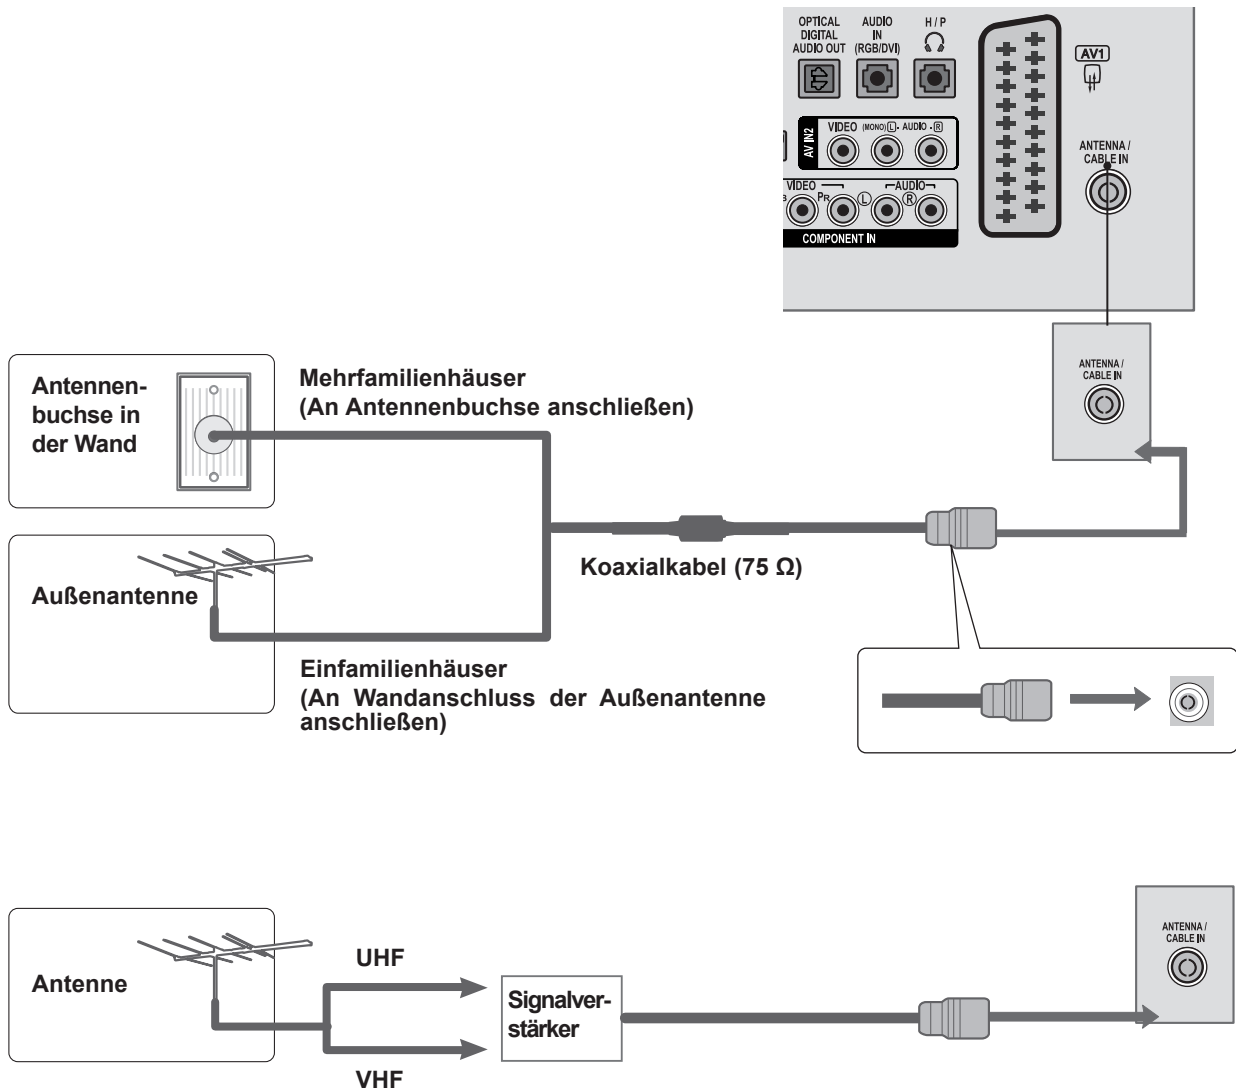 OPTICAL
DIGITAL
AUDIO OUT
AUDIO
IN
(RGB/DVI)
H / P
AV1
AV IN2
VIDEO (MONO) L - AUDIO - R
ANTENNA /
CABLE IN
VIDEO
AUDIO
B PR L R
COMPONENT IN
ANTENNA /
CABLE IN
Antennen-
buchse in
der Wand
Mehrfamilienhäuser
(An Antennenbuchse anschließen)
Koaxialkabel (75 Ω)
Außenantenne
Einfamilienhäuser
(An Wandanschluss der Außenantenne
anschließen)
Antenne
UHF
VHF
Signalver-
stärker
ANTENNA /
CABLE IN